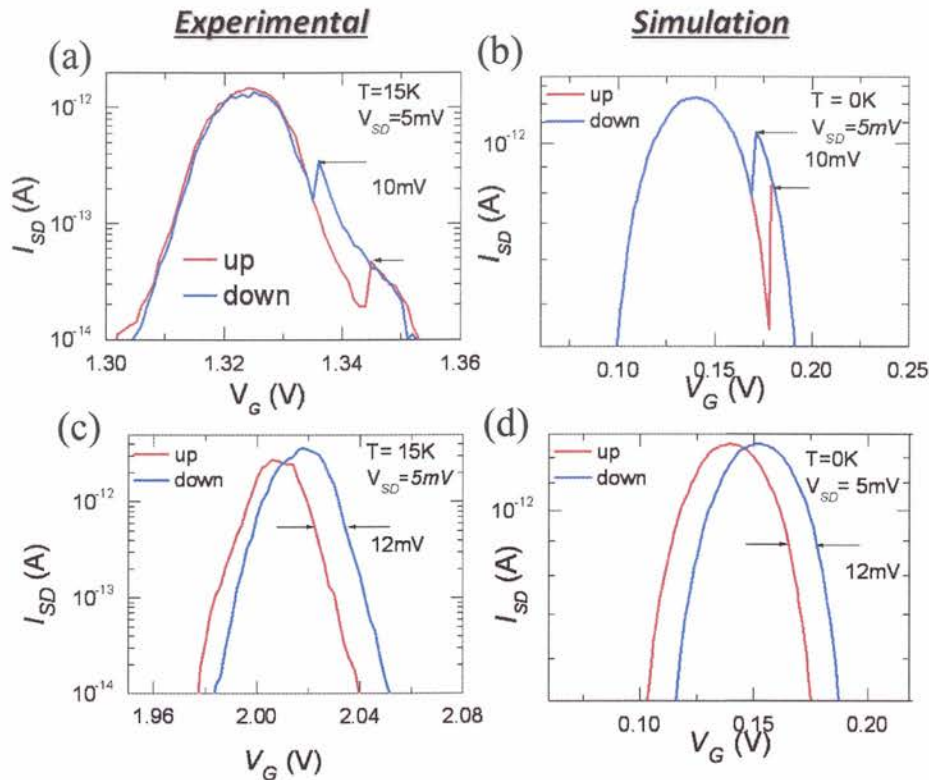 Experimental
Simulation
(a)
10⁻¹²
10⁻¹³
10⁻¹⁴
I_SD (A)
T=15K
V_SD=5mV
10mV
up
down
1.30
1.32
1.34
1.36
V_G (V)
(b)
10⁻¹²
I_SD (A)
up
down
T = 0K
V_SD=5mV
10mV
0.10
0.15
0.20
0.25
V_G (V)
(c)
10⁻¹²
10⁻¹³
10⁻¹⁴
I_SD (A)
up
down
T = 15K
V_SD=5mV
12mV
1.96
2.00
2.04
2.08
V_G (V)
(d)
10⁻¹²
I_SD (A)
up
down
T=0K
V_SD= 5mV
12mV
0.10
0.15
0.20
V_G (V)